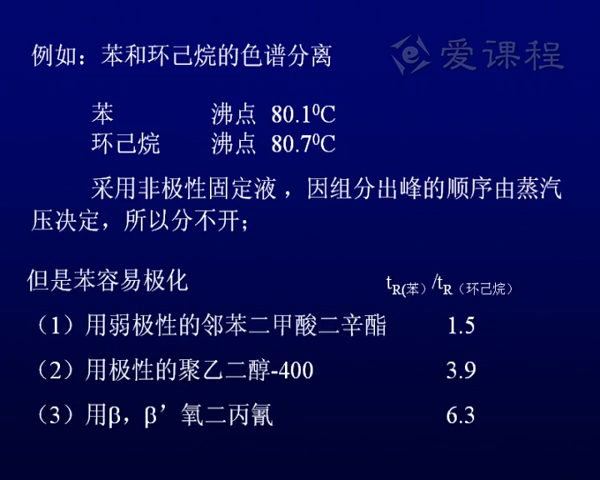 爱课程
例如：苯和环己烷的色谱分离
苯 沸点 80.1⁰C
环己烷 沸点 80.7⁰C
采用非极性固定液，因组分出峰的顺序由蒸汽
压决定，所以分不开；
但是苯容易极化 tR(苯）/tR（环己烷）
（1）用弱极性的邻苯二甲酸二辛酯 1.5
（2）用极性的聚乙二醇-400 3.9
（3）用β，β’氧二丙氰 6.3